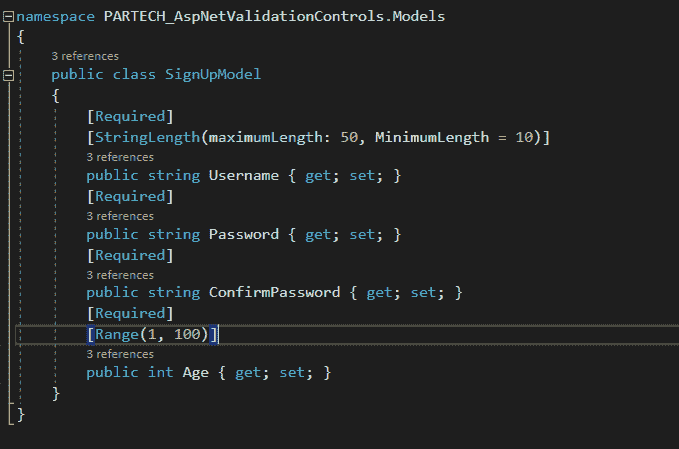 namespace PARTECH_AspNetValidationControls.Models
{
3 references
public class SignUpModel
{
[Required]
[StringLength(maximumLength: 50, MinimumLength = 10)]
3 references
public string Username { get; set; }
[Required]
3 references
public string Password { get; set; }
[Required]
3 references
public string ConfirmPassword { get; set; }
[Required]
[Range(1, 100)]
3 references
public int Age { get; set; }
}
}